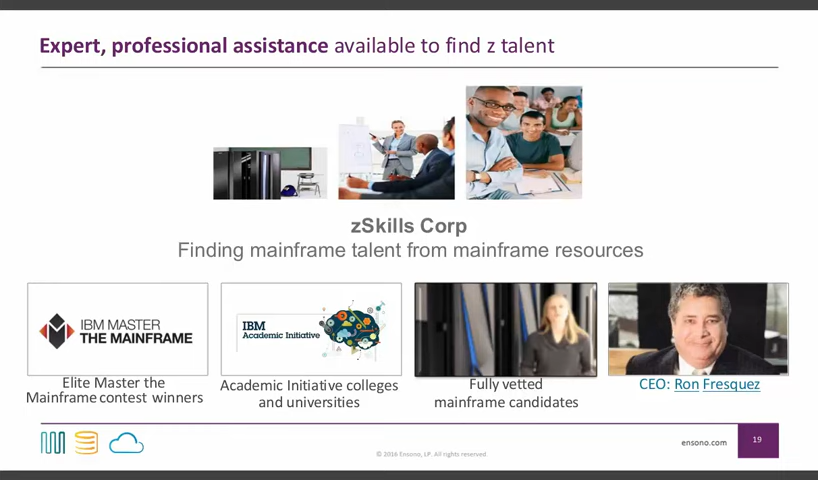 Expert, professional assistance available to find z talent
zSkills Corp
Finding mainframe talent from mainframe resources
IBM MASTER
THE MAINFRAME
IBM
Academic Initiative
Elite Master the
Mainframe contest winners
Academic Initiative colleges
and universities
Fully vetted
mainframe candidates
CEO: Ron Fresquez
ensono.com
19
© 2016 Ensono, LP. All rights reserved